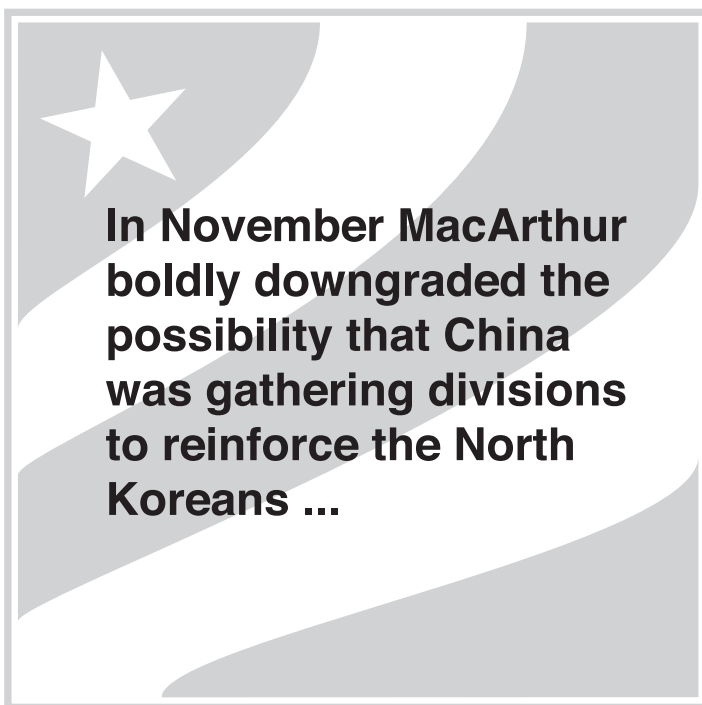 In November MacArthur
boldly downgraded the
possibility that China
was gathering divisions
to reinforce the North
Koreans ...